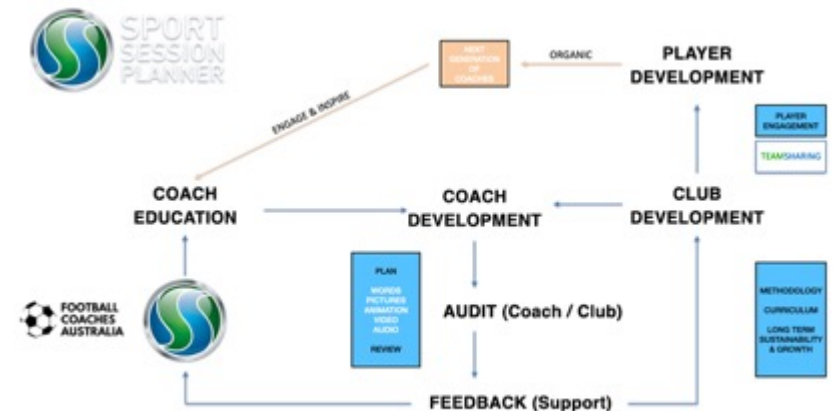 SPORT
SESSION
PLANNER
NEXT
GENERATION
OF
COACHES
ORGANIC
PLAYER
DEVELOPMENT
ENGAGE & INSPIRE
PLAYER
ENGAGEMENT
TEAMSHARING
COACH
EDUCATION
COACH
DEVELOPMENT
CLUB
DEVELOPMENT
FOOTBALL
COACHES
AUSTRALIA
PLAN
WORDS
PICTURES
ANIMATION
VIDEO
AUDIO
REVIEW
AUDIT (Coach / Club)
METHODOLOGY
CURRICULUM
LONG TERM
SUSTAINABILITY
& GROWTH
FEEDBACK (Support)